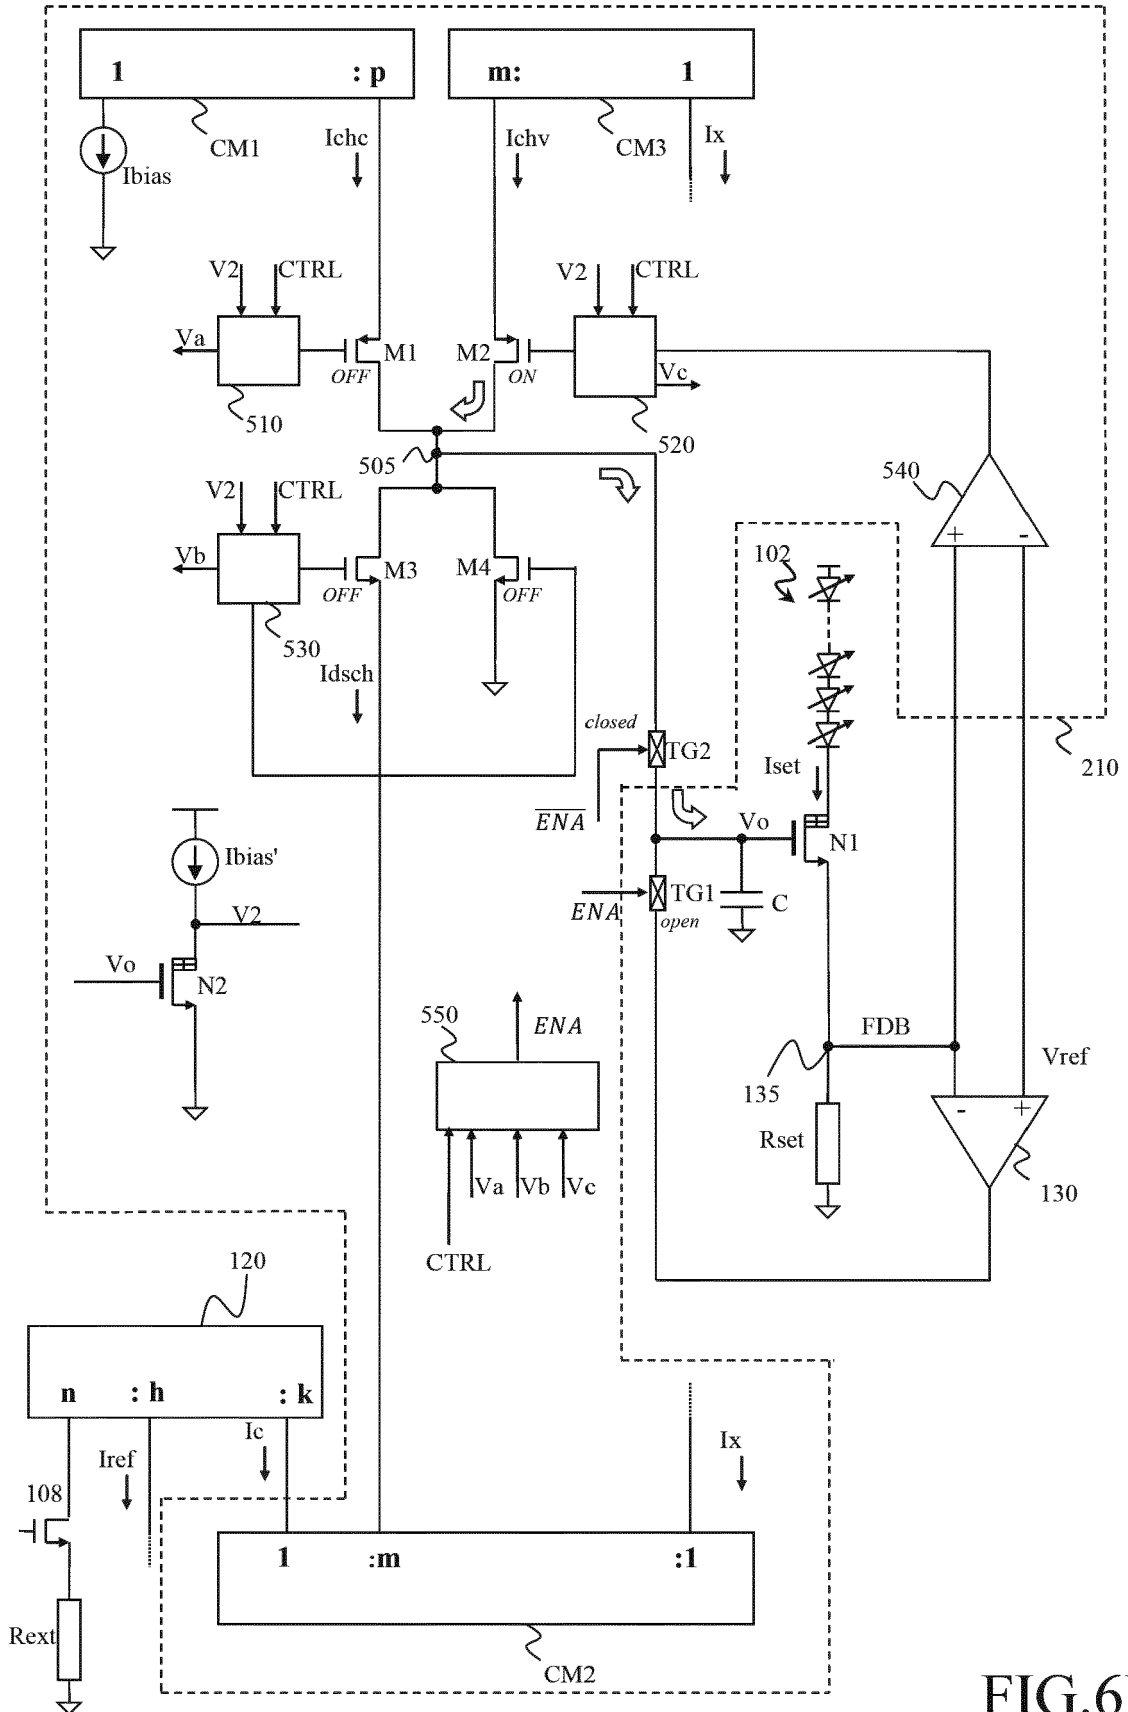 1 : p
m: 1
CM1
CM3
Ibias
Ichc
Ichv
Ix
V2 CTRL
V2 CTRL
Va
M1
M2
OFF
ON
Vc
510
520
505
540
V2 CTRL
+ -
Vb
M3
M4
102
OFF
OFF
530
Idsch
closed
TG2
Iset
210
ENA
Vo
N1
Ibias'
TG1
C
ENA
open
V2
Vo
N2
550
ENA
FDB
Vref
135
- +
Rset
130
Va Vb Vc
CTRL
120
n : h : k
Ic
Iref
Ix
108
1 :m :1
Rext
CM2